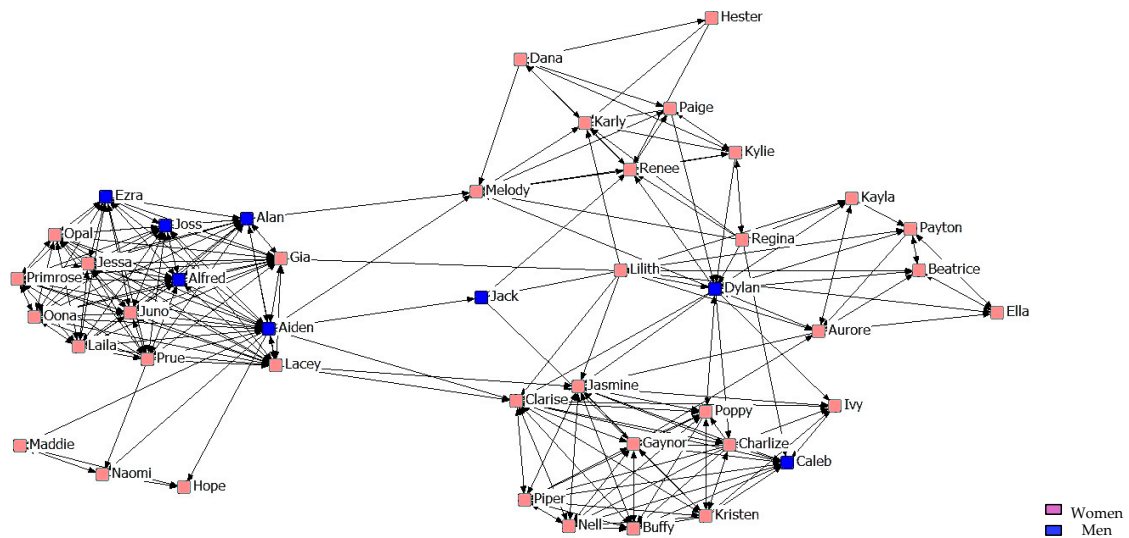 Hester
Dana
Paige
Karly
Kylie
Renee
Melody
Ezra
Kayla
Alan
Joss
Opal
Payton
Regina
Gia
Jessa
Lilith
Beatrice
Primrose
Alfred
Dylan
Jack
Juno
Ella
Oona
Aiden
Aurore
Laila
Prue
Lacey
Jasmine
Clarise
Ivy
Poppy
Maddie
Gaynor
Charlize
Caleb
Naomi
Hope
Piper
Kristen
Nell
Buffy
Women
Men